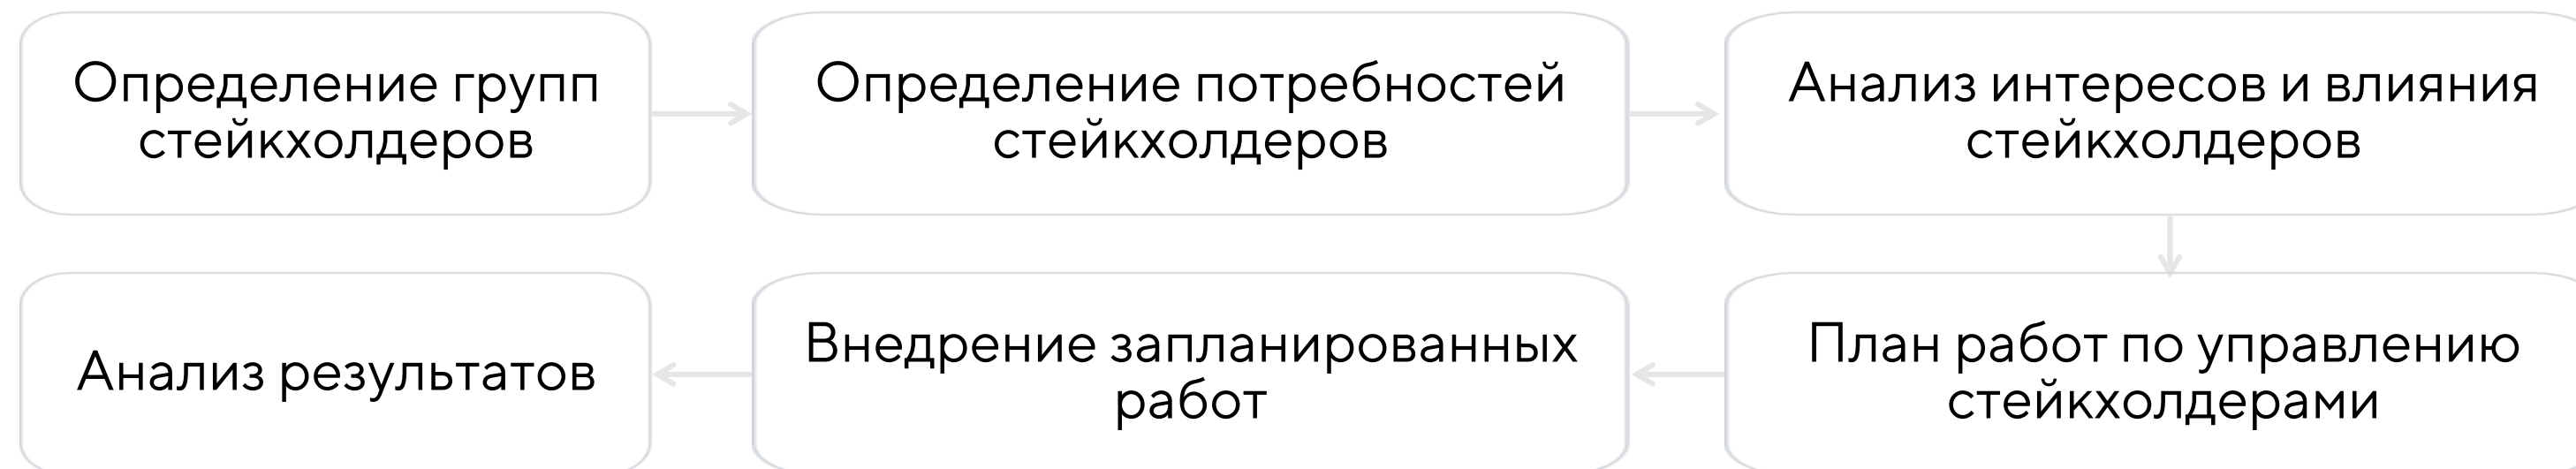 Определение групп
стейкхолдеров
Определение потребностей
стейкхолдеров
Анализ интересов и влияния
стейкхолдеров
План работ по управлению
стейкхолдерами
Внедрение запланированных
работ
Анализ результатов